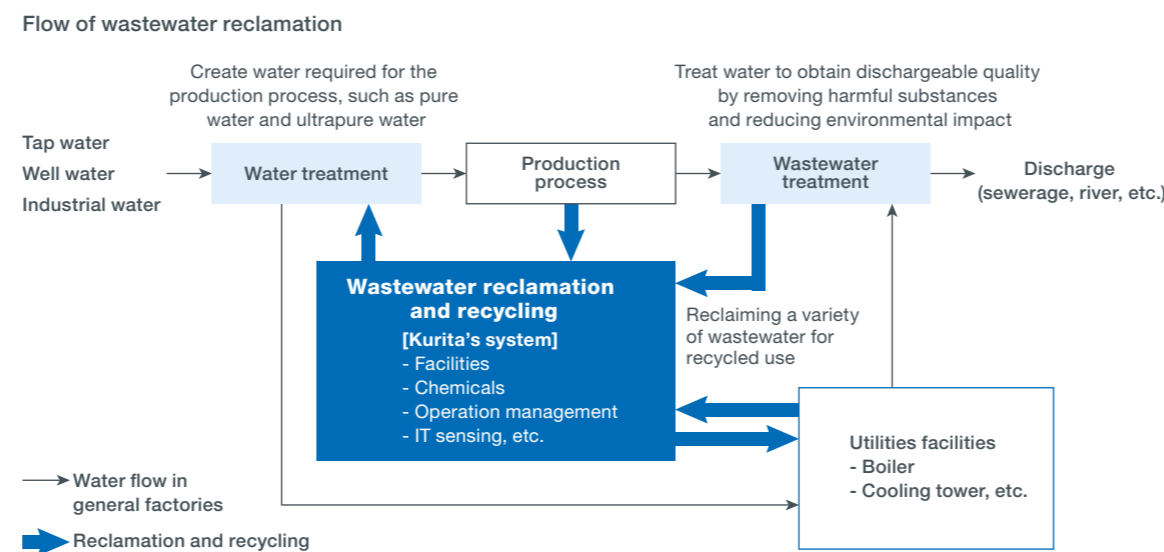 Flow of wastewater reclamation
Create water required for the
production process, such as pure
water and ultrapure water
Treat water to obtain dischargeable quality
by removing harmful substances
and reducing environmental impact
Tap water
Well water
Industrial water
Water treatment
Production
process
Wastewater
treatment
Discharge
(sewerage, river, etc.)
Wastewater reclamation
and recycling
[Kurita’s system]
- Facilities
- Chemicals
- Operation management
- IT sensing, etc.
Reclaiming a variety
of wastewater for
recycled use
Utilities facilities
- Boiler
- Cooling tower, etc.
Water flow in
general factories
Reclamation and recycling